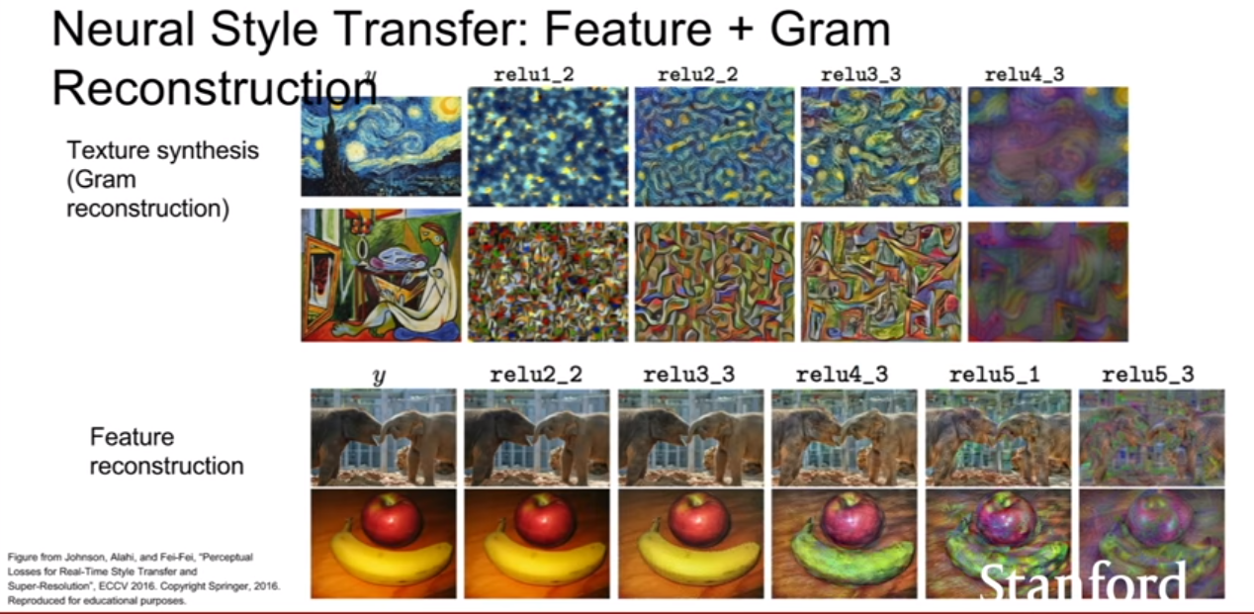 Neural Style Transfer: Feature + Gram
Reconstruction
y relu1_2 relu2_2 relu3_3 relu4_3
Texture synthesis
(Gram
reconstruction)
y relu2_2 relu3_3 relu4_3 relu5_1 relu5_3
Feature
reconstruction
Figure from Johnson, Alahi, and Fei-Fei, "Perceptual
Losses for Real-Time Style Transfer and
Super-Resolution", ECCV 2016. Copyright Springer, 2016.
Reproduced for educational purposes.
Stanford